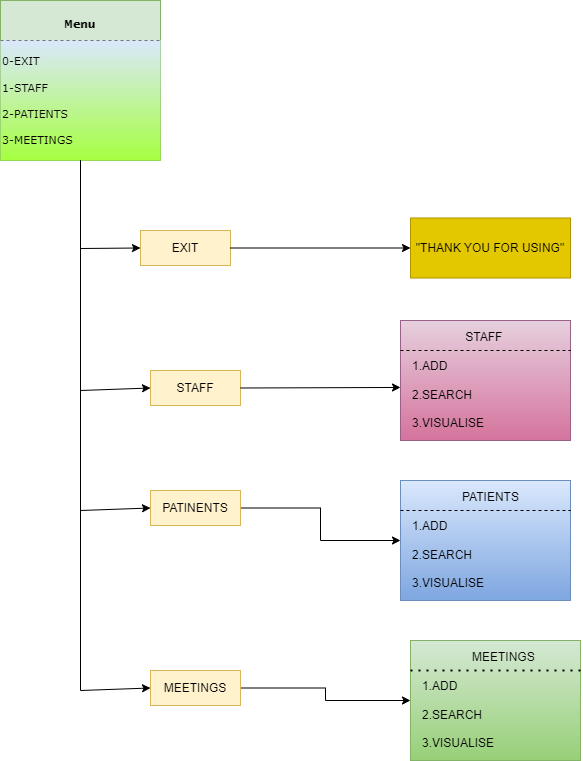 Menu
0-EXIT
1-STAFF
2-PATIENTS
3-MEETINGS
EXIT
"THANK YOU FOR USING"
STAFF
STAFF
1.ADD
2.SEARCH
3.VISUALISE
PATINENTS
PATIENTS
1.ADD
2.SEARCH
3.VISUALISE
MEETINGS
MEETINGS
1.ADD
2.SEARCH
3.VISUALISE